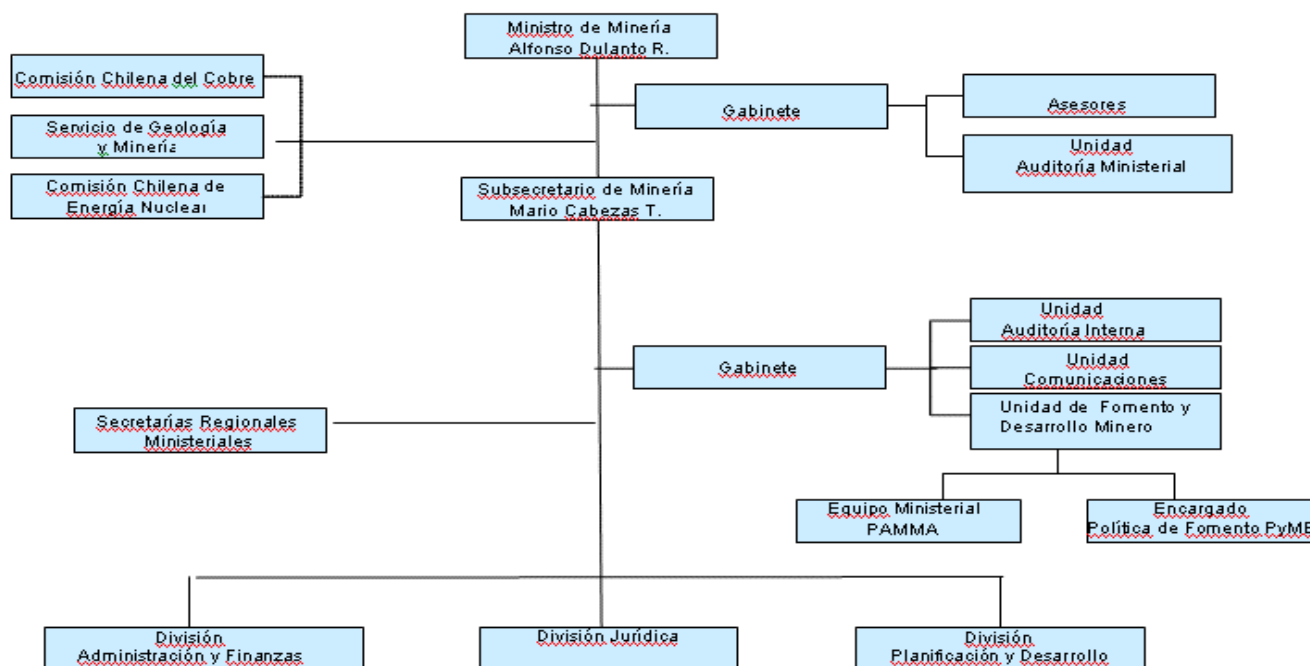 Ministro de Minería
Alfonso Dulanto R.
Comisión Chilena del Cobre
Gabinete
Asesores
Servicio de Geología
y Minería
Unidad
Auditoría Ministerial
Comisión Chilena de
Energía Nuclear
Subsecretario de Minería
Mario Cabezas T.
Unidad
Auditoría Interna
Gabinete
Unidad
Comunicaciones
Secretarías Regionales
Ministeriales
Unidad de Fomento y
Desarrollo Minero
Equipo Ministerial
PAMMA
Encargado
Política de Fomento PyME
División
Administración y Finanzas
División Jurídica
División
Planificación y Desarrollo